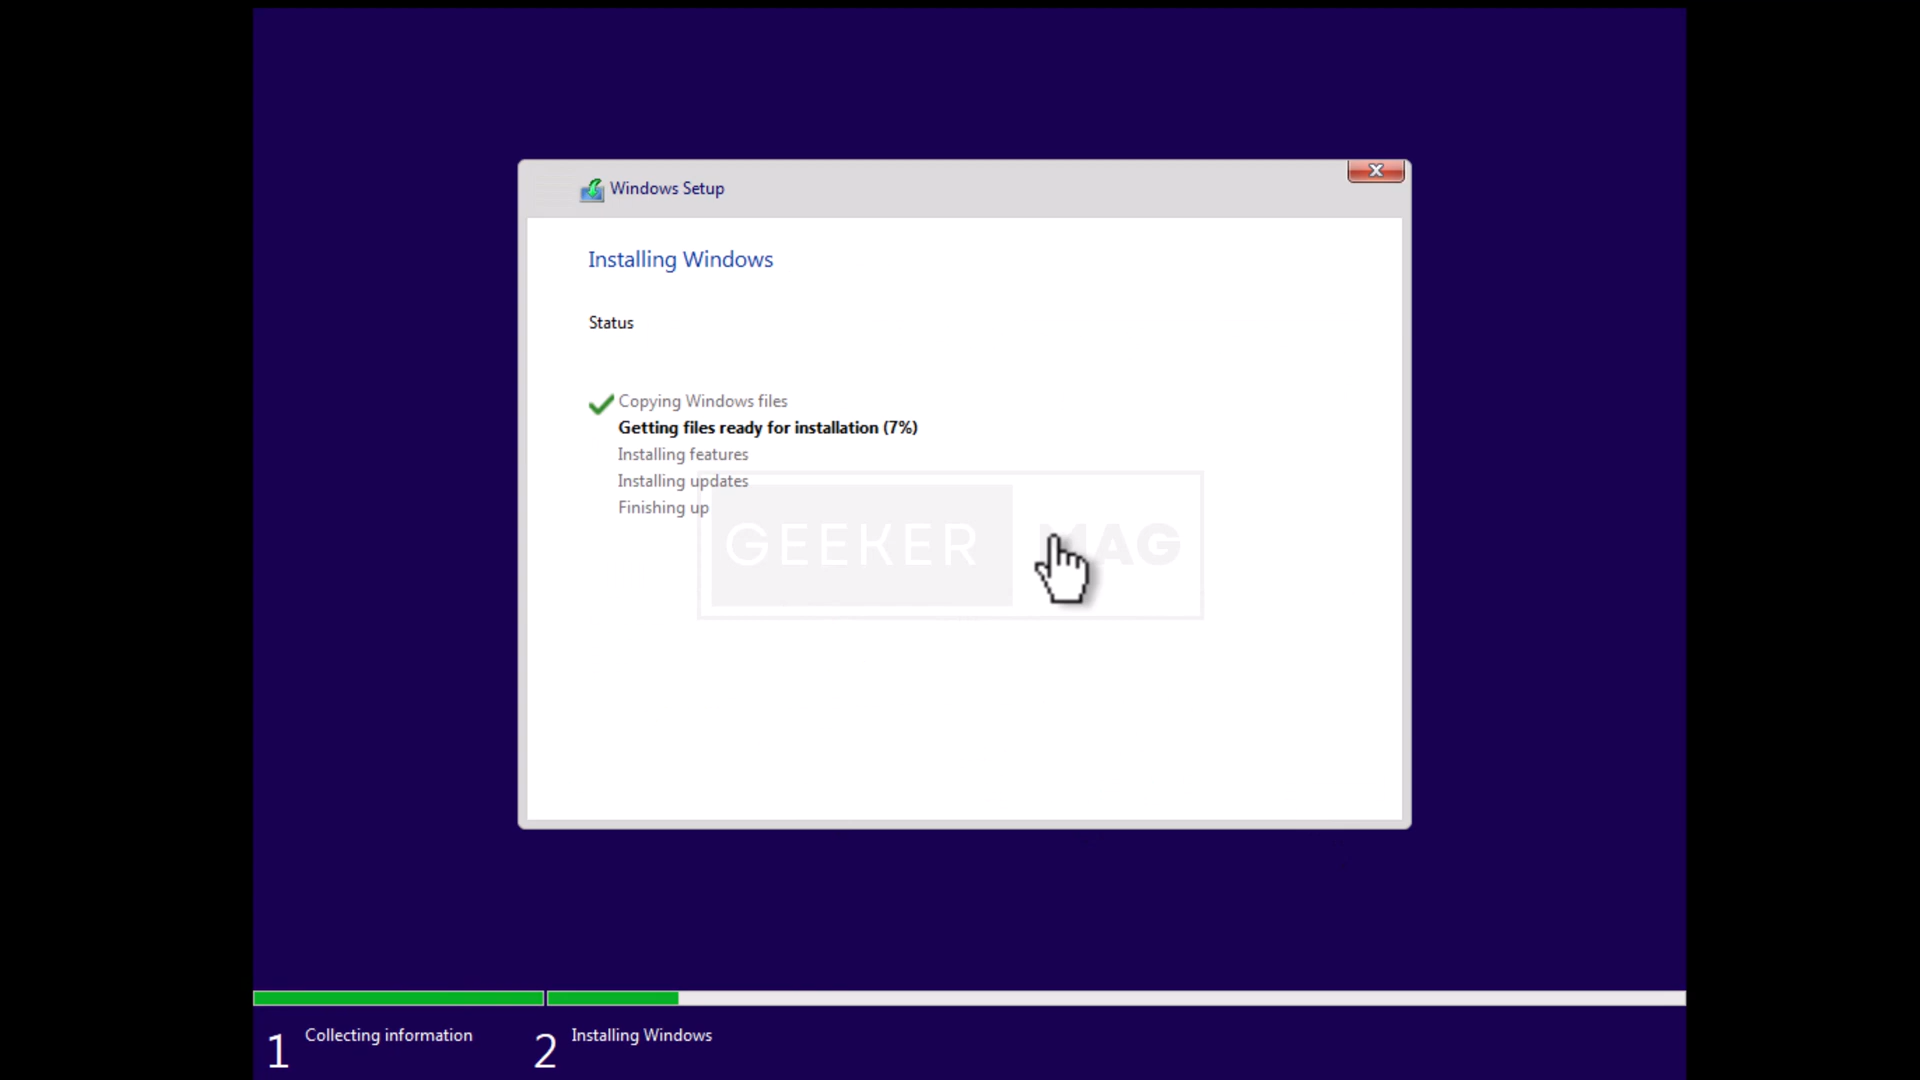 Windows Setup
Installing Windows
Status
Copying Windows files
Getting files ready for installation (7%)
Installing features
Installing updates
Finishing up
GEEKER MAG
1 Collecting information
2 Installing Windows